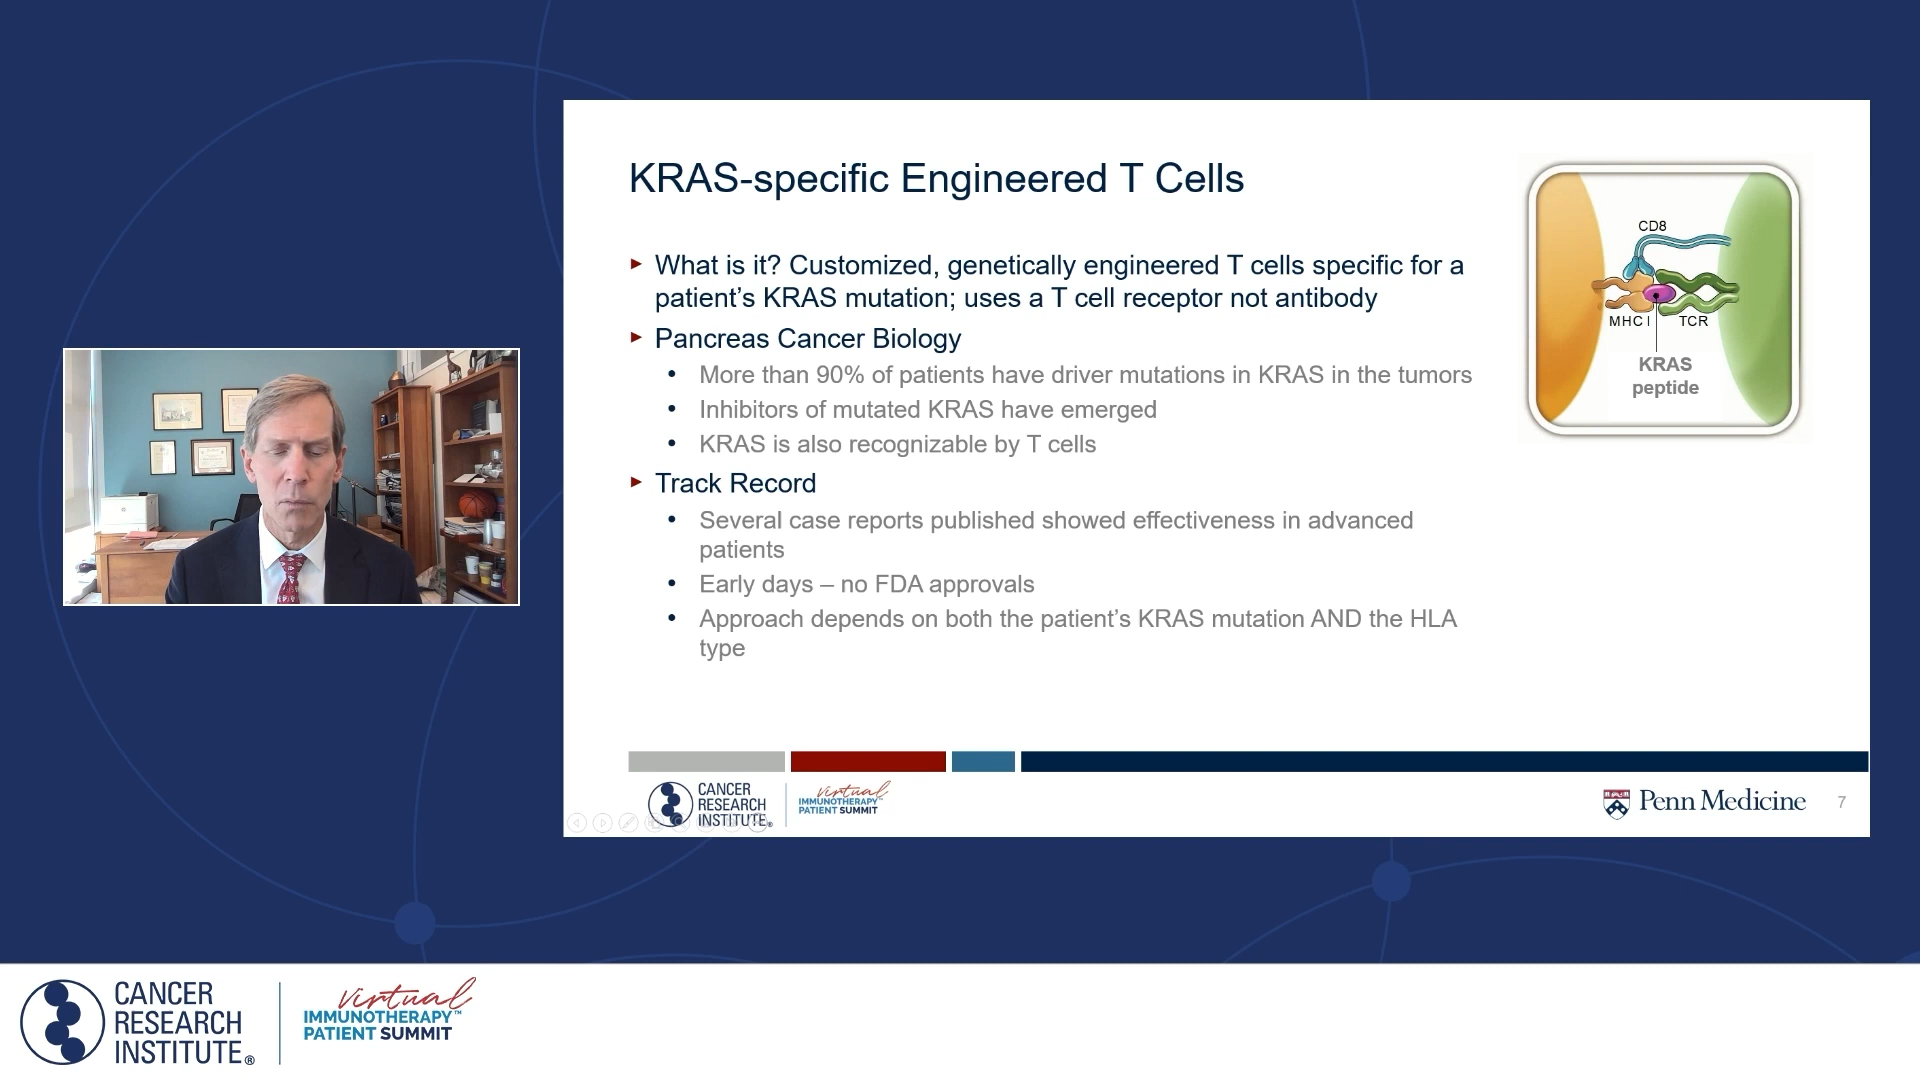 KRAS-specific Engineered T Cells
► What is it? Customized, genetically engineered T cells specific for a
patient’s KRAS mutation; uses a T cell receptor not antibody
► Pancreas Cancer Biology
• More than 90% of patients have driver mutations in KRAS in the tumors
• Inhibitors of mutated KRAS have emerged
• KRAS is also recognizable by T cells
► Track Record
• Several case reports published showed effectiveness in advanced
patients
• Early days – no FDA approvals
• Approach depends on both the patient’s KRAS mutation AND the HLA
type
CD8
MHC I TCR
KRAS
peptide
CANCER
RESEARCH
INSTITUTE®
virtual
IMMUNOTHERAPY™
PATIENT SUMMIT
Penn Medicine 7
CANCER
RESEARCH
INSTITUTE®
virtual
IMMUNOTHERAPY™
PATIENT SUMMIT